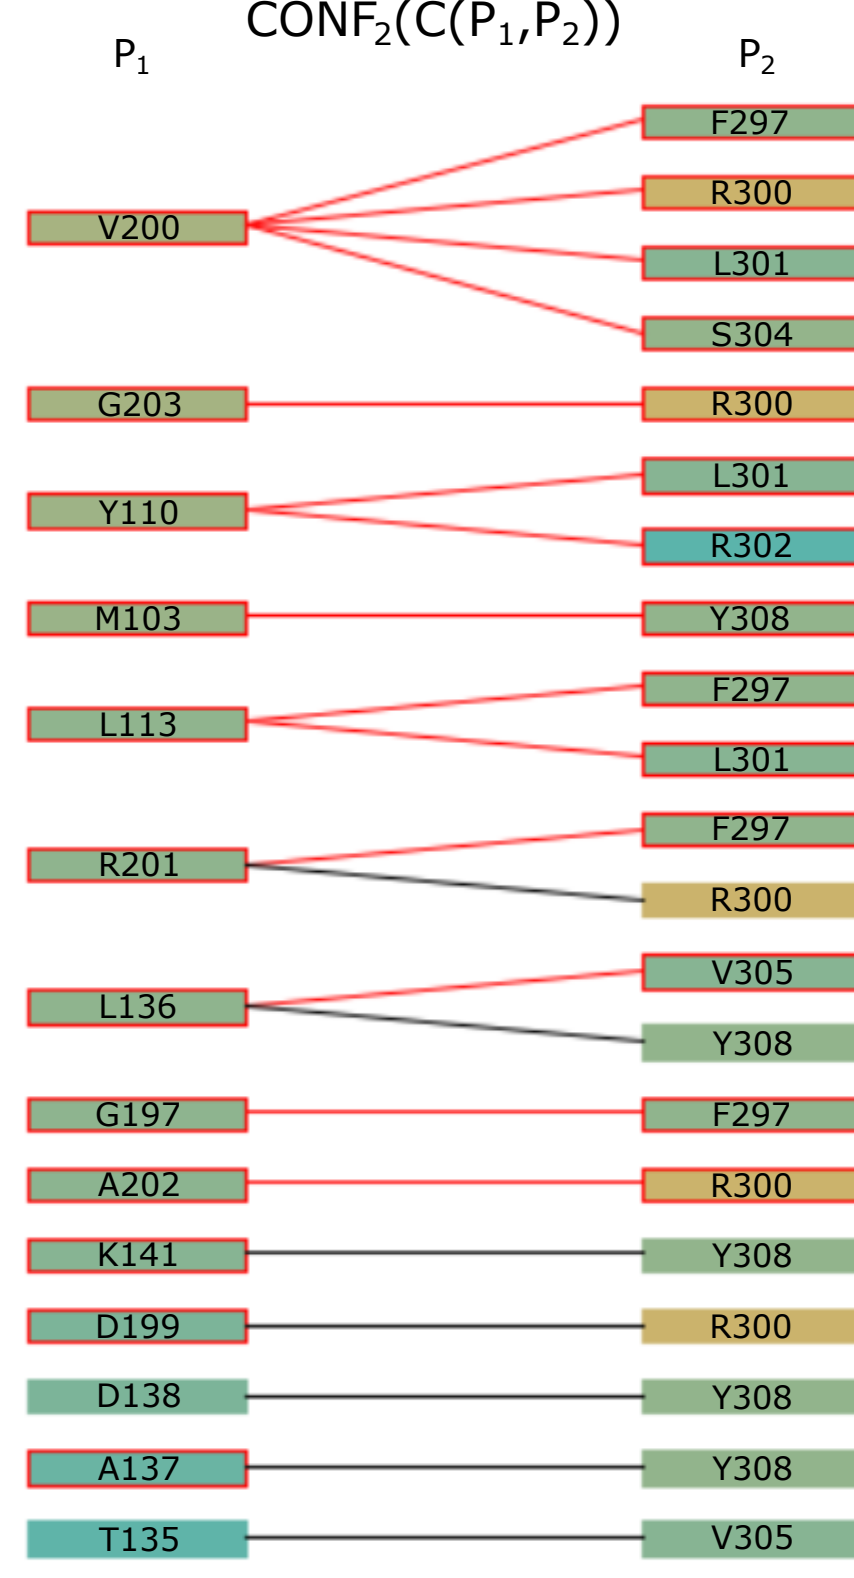 CONF₂(C(P₁,P₂))
P₁ P₂
F297
R300
V200
L301
S304
G203 R300
L301
Y110
R302
M103 Y308
F297
L113
L301
F297
R201
R300
V305
L136
Y308
G197 F297
A202 R300
K141 Y308
D199 R300
D138 Y308
A137 Y308
T135 V305